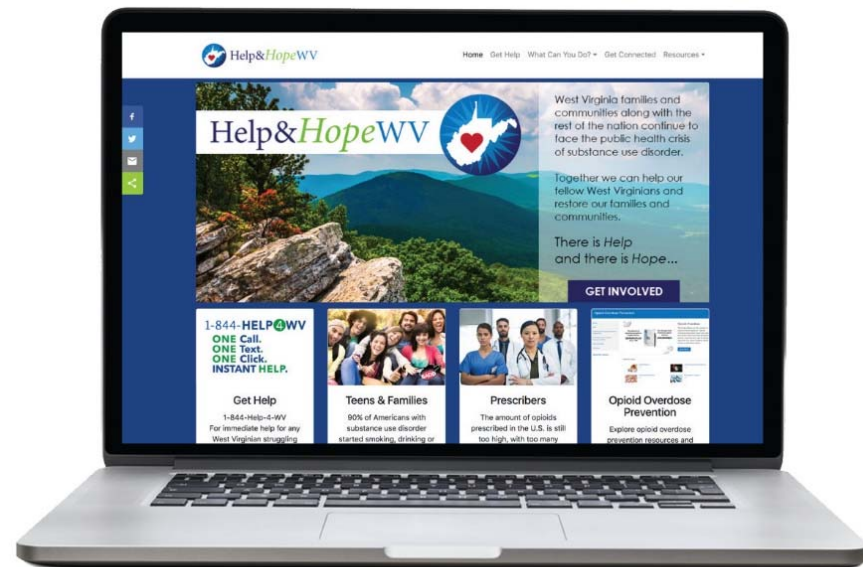 Help&HopeWV
Home Get Help What Can You Do? Get Connected Resources
Help&HopeWV
West Virginia families and
communities along with the
rest of the nation continue to
face the public health crisis
of substance use disorder.
Together we can help our
fellow West Virginians and
restore our families and
communities.
There is Help
and there is Hope...
GET INVOLVED
1-844-HELP4WV
ONE Call.
ONE Text.
ONE Click.
INSTANT HELP.
Get Help
1-844-Help-4-WV
For immediate help for any
West Virginian struggling
Teens & Families
90% of Americans with
substance use disorder
started smoking, drinking or
Prescribers
The amount of opioids
prescribed in the U.S. is still
too high, with too many
Opioid Overdose
Prevention
Explore opioid overdose
prevention resources and